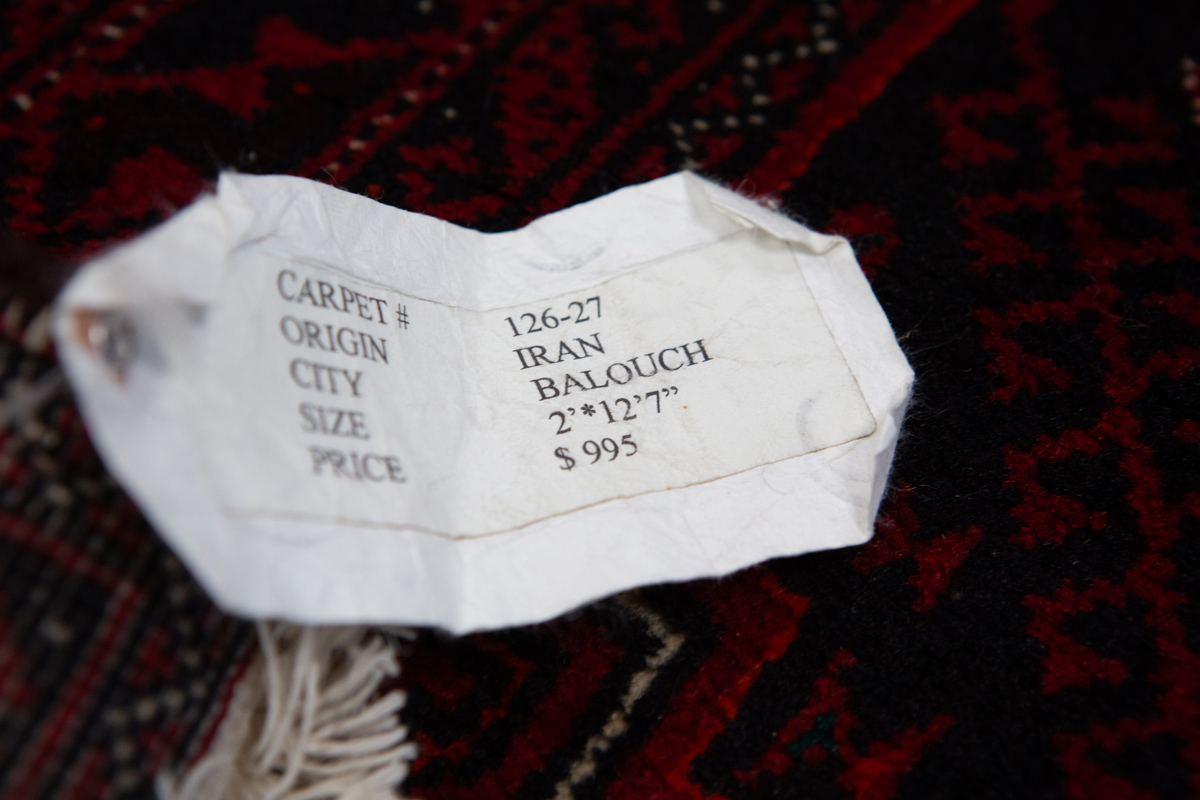 CARPET # 126-27
ORIGIN IRAN
CITY BALOUCH
SIZE 2’*12’7”
PRICE $ 995